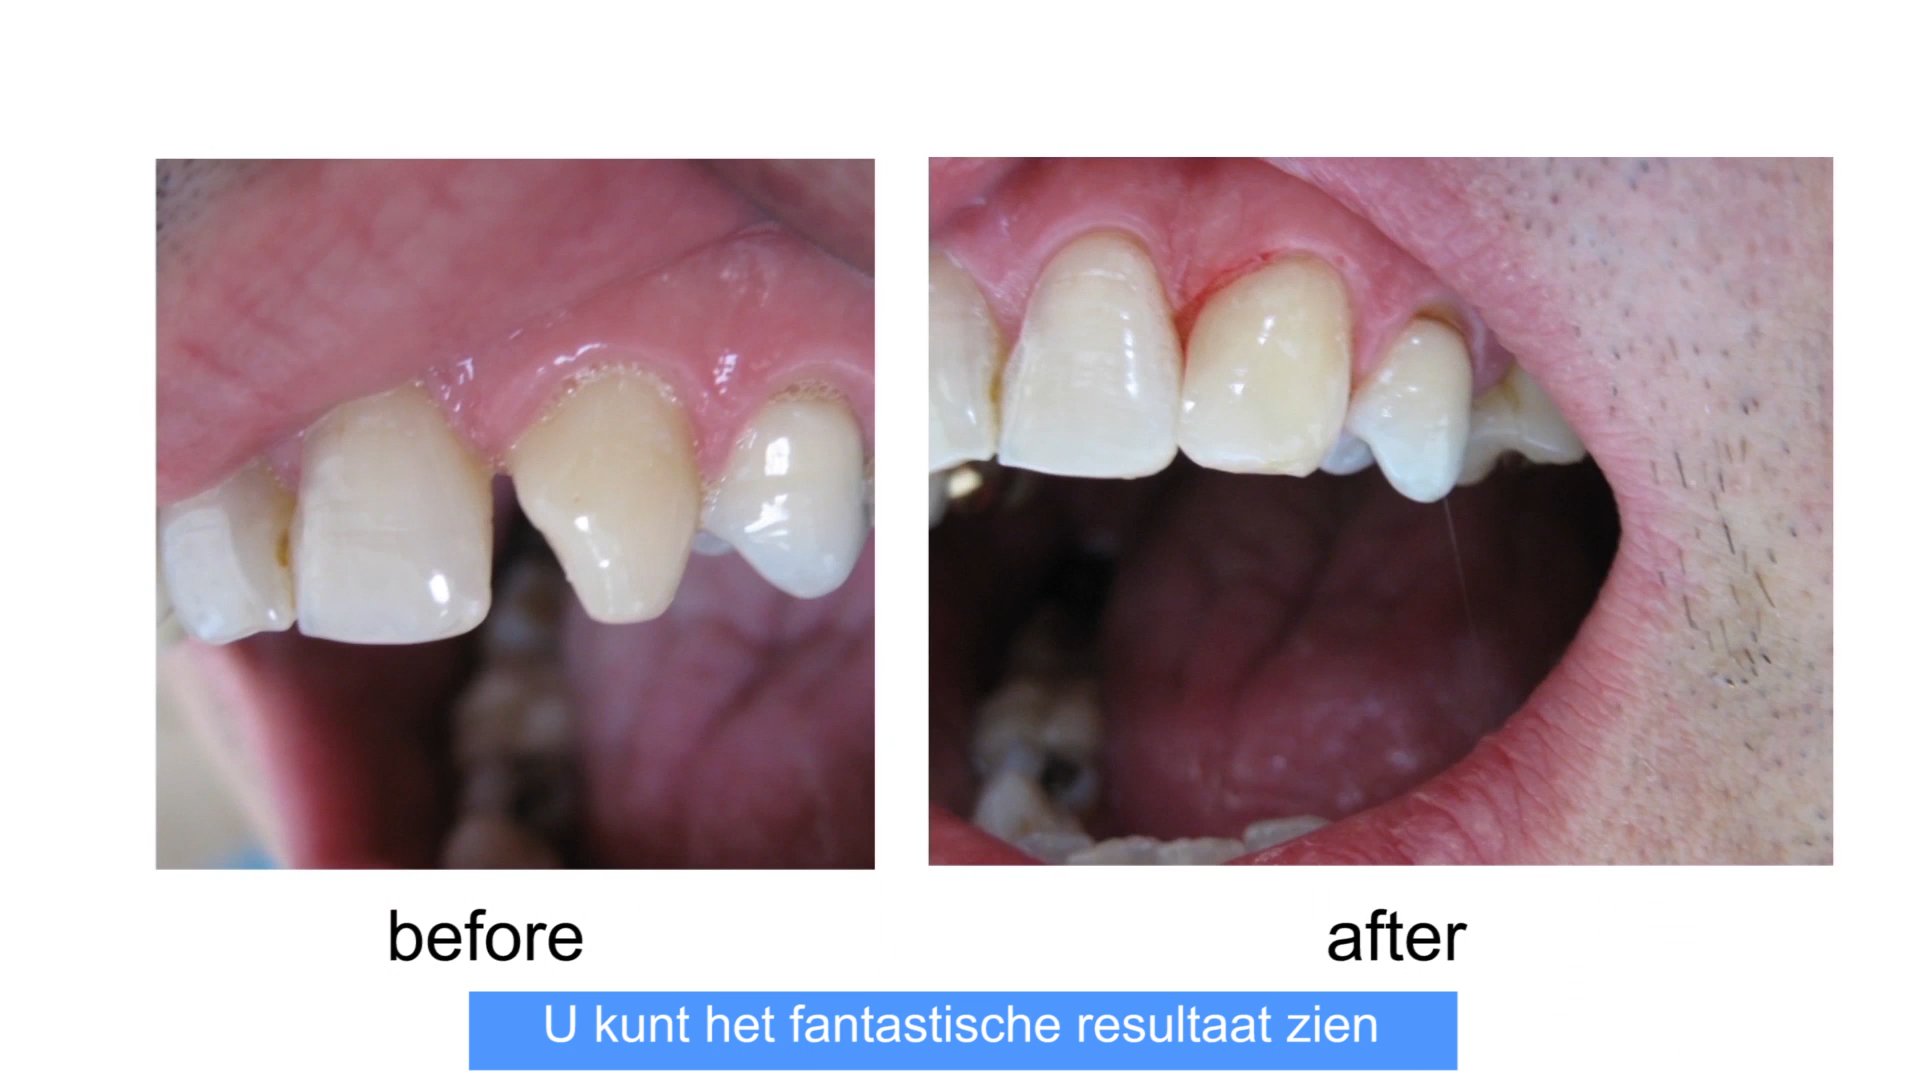 before
after
U kunt het fantastische resultaat zien